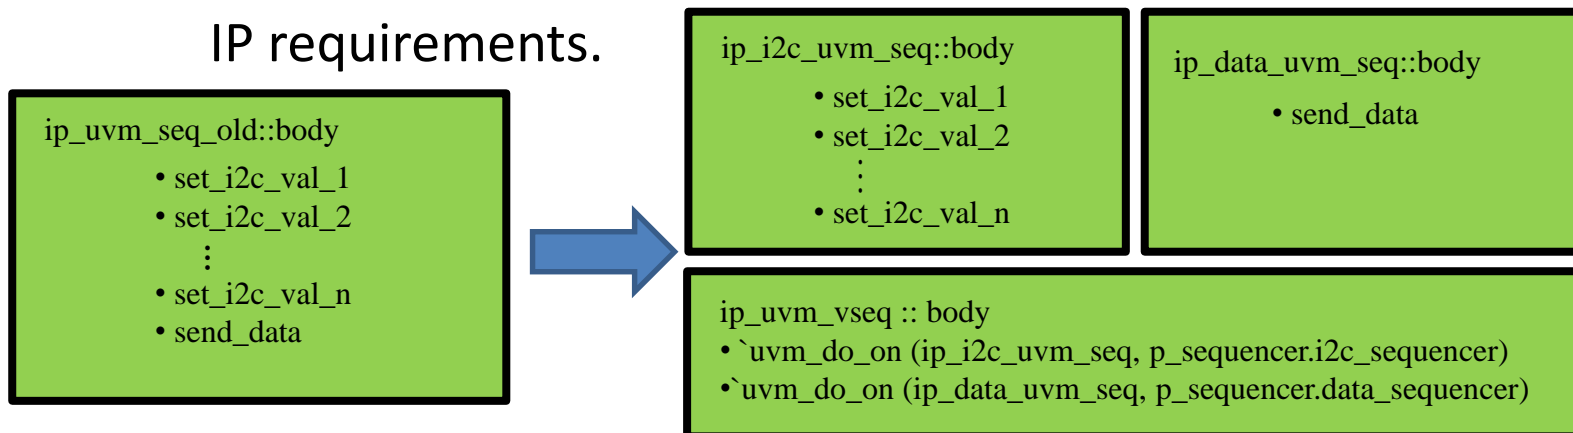 IP requirements.
ip_uvm_seq_old::body
• set_i2c_val_1
• set_i2c_val_2
⋮
• set_i2c_val_n
• send_data
ip_i2c_uvm_seq::body
• set_i2c_val_1
• set_i2c_val_2
⋮
• set_i2c_val_n
ip_data_uvm_seq::body
• send_data
ip_uvm_vseq :: body
• `uvm_do_on (ip_i2c_uvm_seq, p_sequencer.i2c_sequencer)
•`uvm_do_on (ip_data_uvm_seq, p_sequencer.data_sequencer)